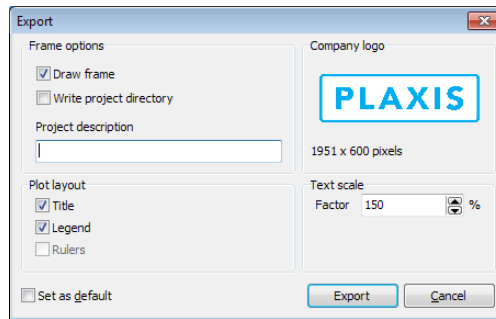 Export
Frame options
Draw frame
Write project directory
Project description
Company logo
PLAXIS
1951 x 600 pixels
Plot layout
Title
Legend
Rulers
Text scale
Factor 150 %
Set as default
Export
Cancel